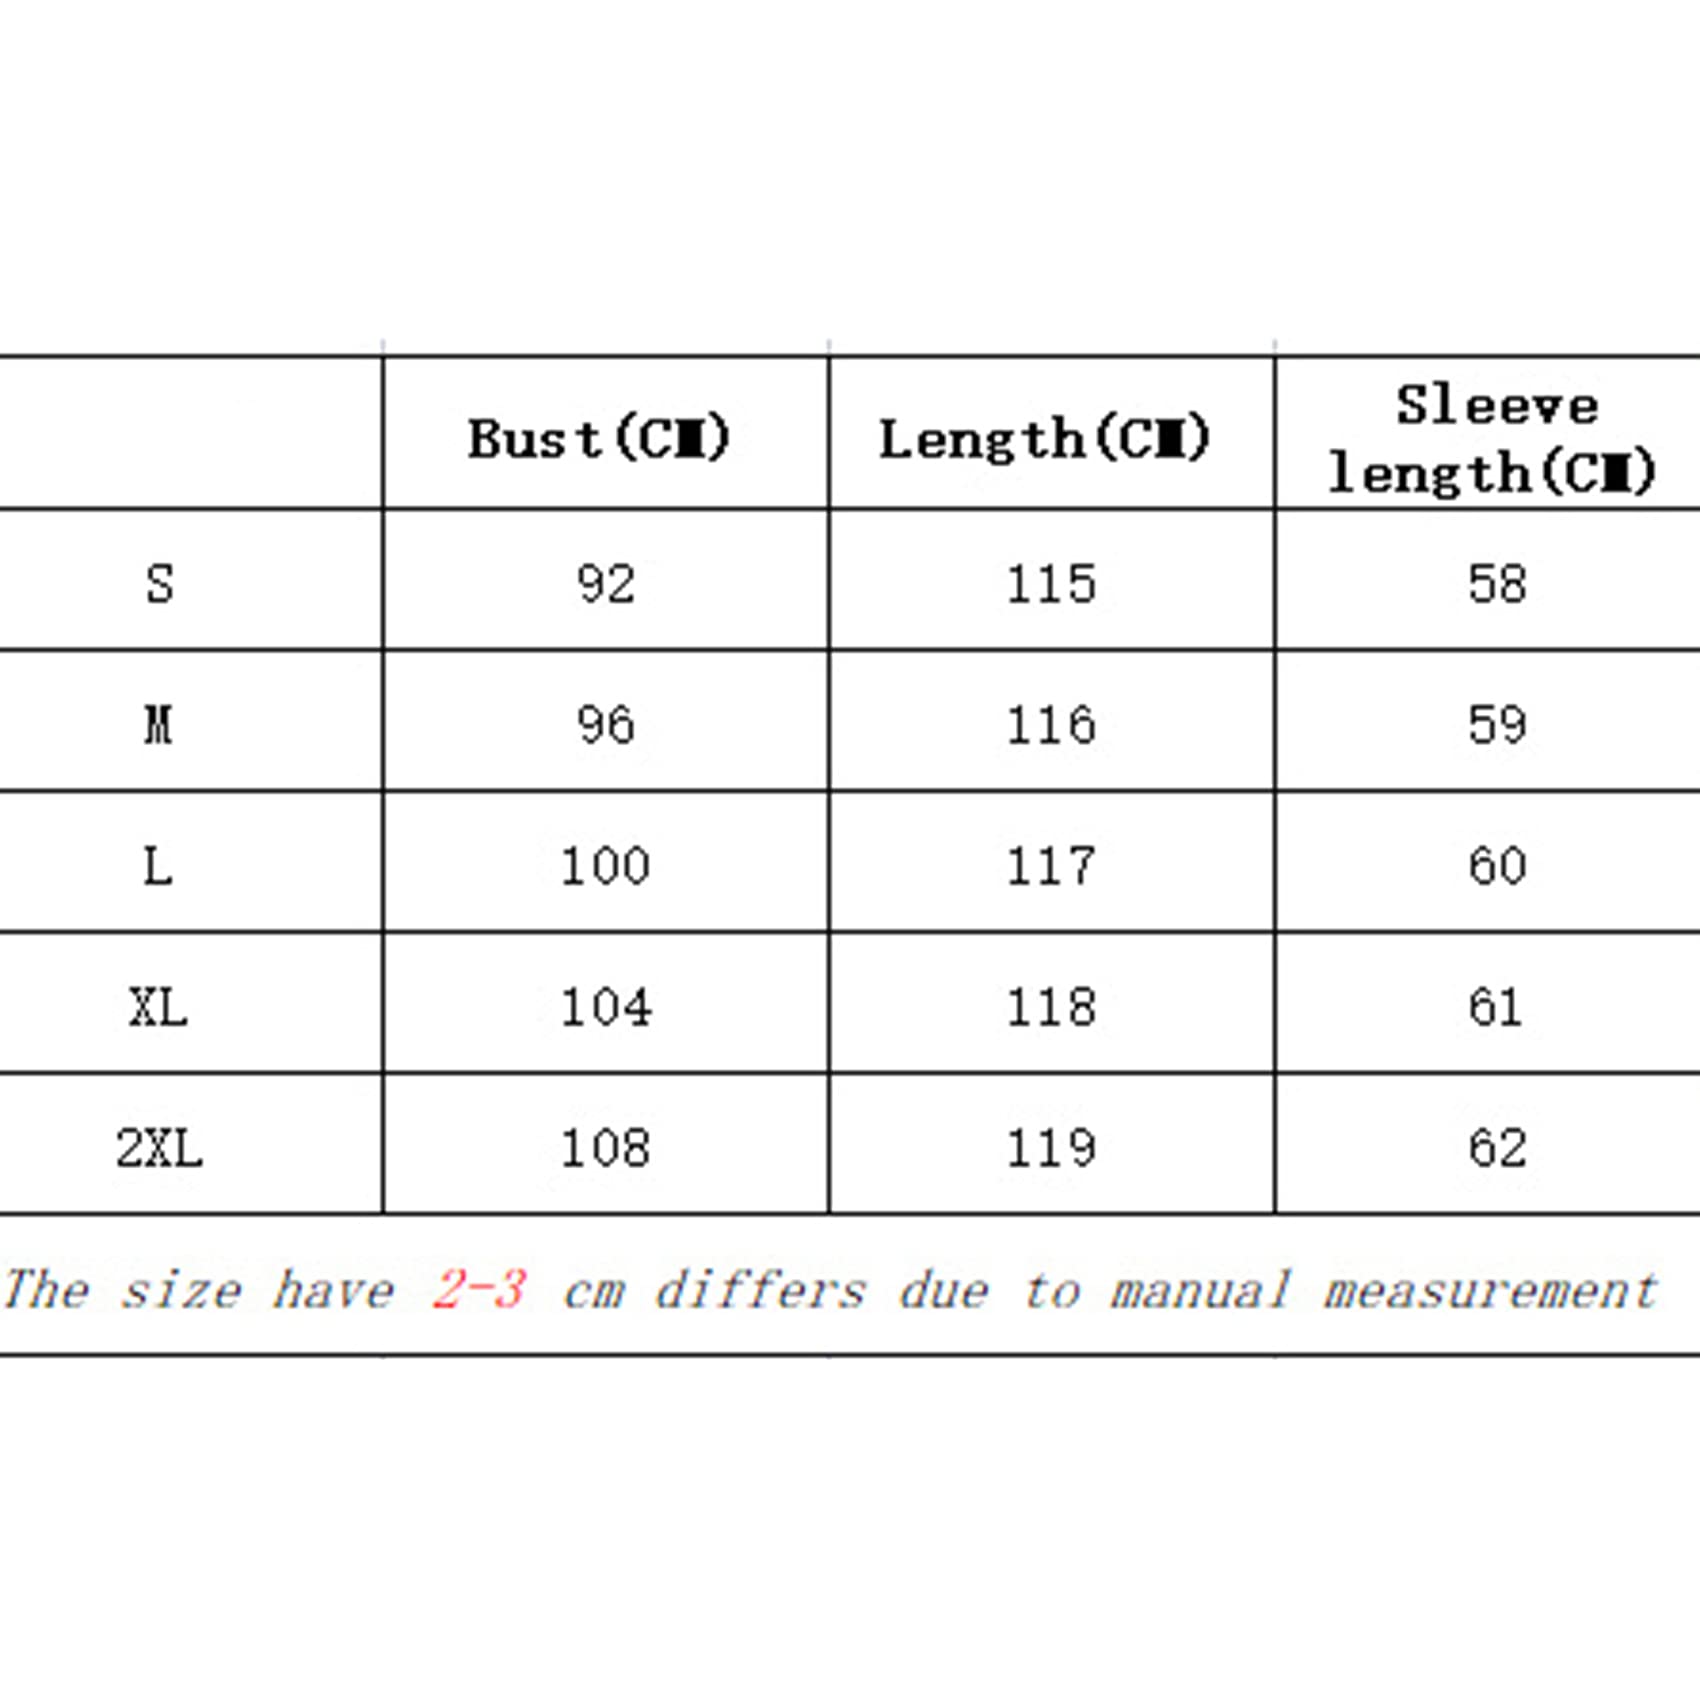 Bust(CM) Length(CM) Sleeve length(CM)
S 92 115 58
M 96 116 59
L 100 117 60
XL 104 118 61
2XL 108 119 62
The size have 2-3 cm differs due to manual measurement